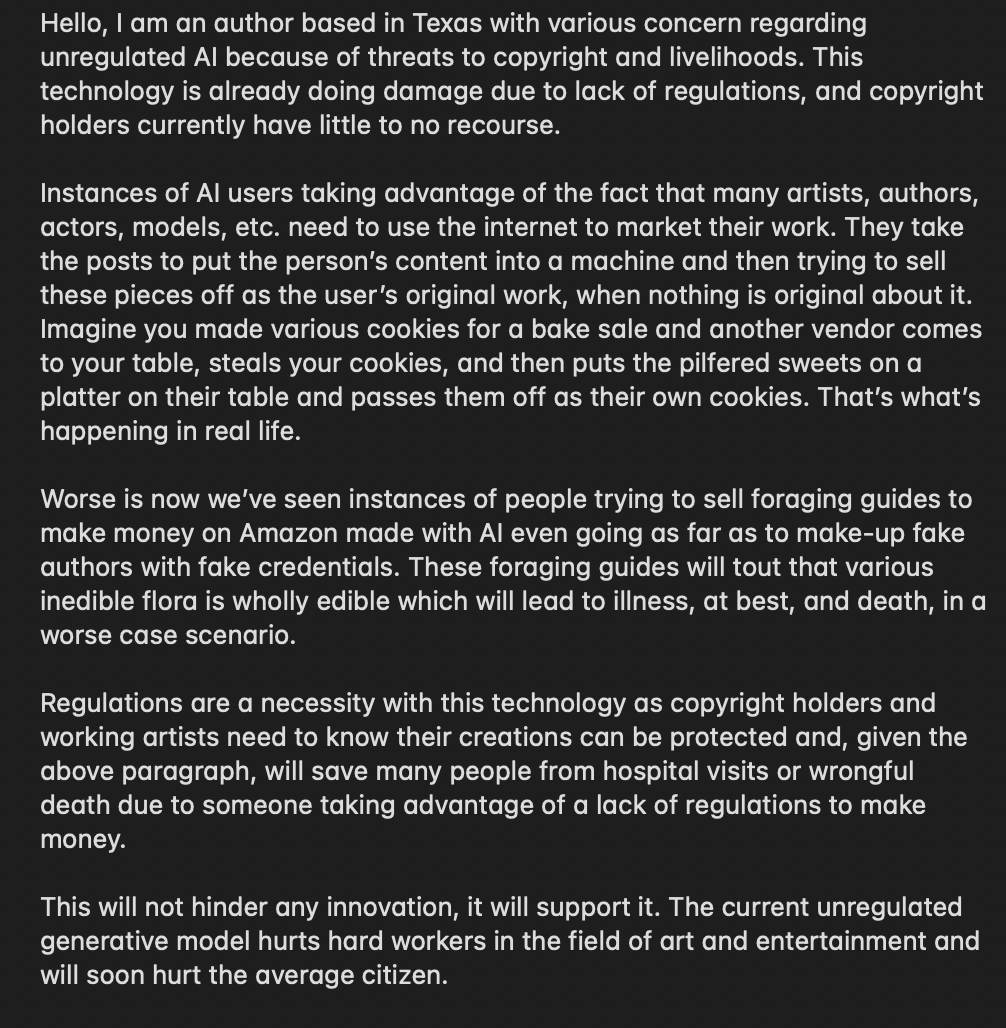 Hello, I am an author based in Texas with various concern regarding
unregulated AI because of threats to copyright and livelihoods. This
technology is already doing damage due to lack of regulations, and copyright
holders currently have little to no recourse.
Instances of AI users taking advantage of the fact that many artists, authors,
actors, models, etc. need to use the internet to market their work. They take
the posts to put the person’s content into a machine and then trying to sell
these pieces off as the user’s original work, when nothing is original about it.
Imagine you made various cookies for a bake sale and another vendor comes
to your table, steals your cookies, and then puts the pilfered sweets on a
platter on their table and passes them off as their own cookies. That’s what’s
happening in real life.
Worse is now we’ve seen instances of people trying to sell foraging guides to
make money on Amazon made with AI even going as far as to make-up fake
authors with fake credentials. These foraging guides will tout that various
inedible flora is wholly edible which will lead to illness, at best, and death, in a
worse case scenario.
Regulations are a necessity with this technology as copyright holders and
working artists need to know their creations can be protected and, given the
above paragraph, will save many people from hospital visits or wrongful
death due to someone taking advantage of a lack of regulations to make
money.
This will not hinder any innovation, it will support it. The current unregulated
generative model hurts hard workers in the field of art and entertainment and
will soon hurt the average citizen.